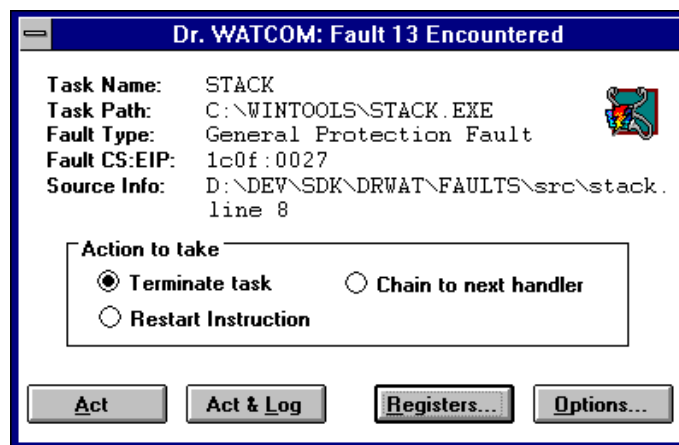 Dr. WATCOM: Fault 13 Encountered
Task Name: STACK
Task Path: C:\WINTOOLS\STACK.EXE
Fault Type: General Protection Fault
Fault CS:EIP: 1c0f:0027
Source Info: D:\DEV\SDK\DRWAT\FAULTS\src\stack.
line 8
Action to take
Terminate task Chain to next handler
Restart Instruction
Act Act & Log Registers... Options...